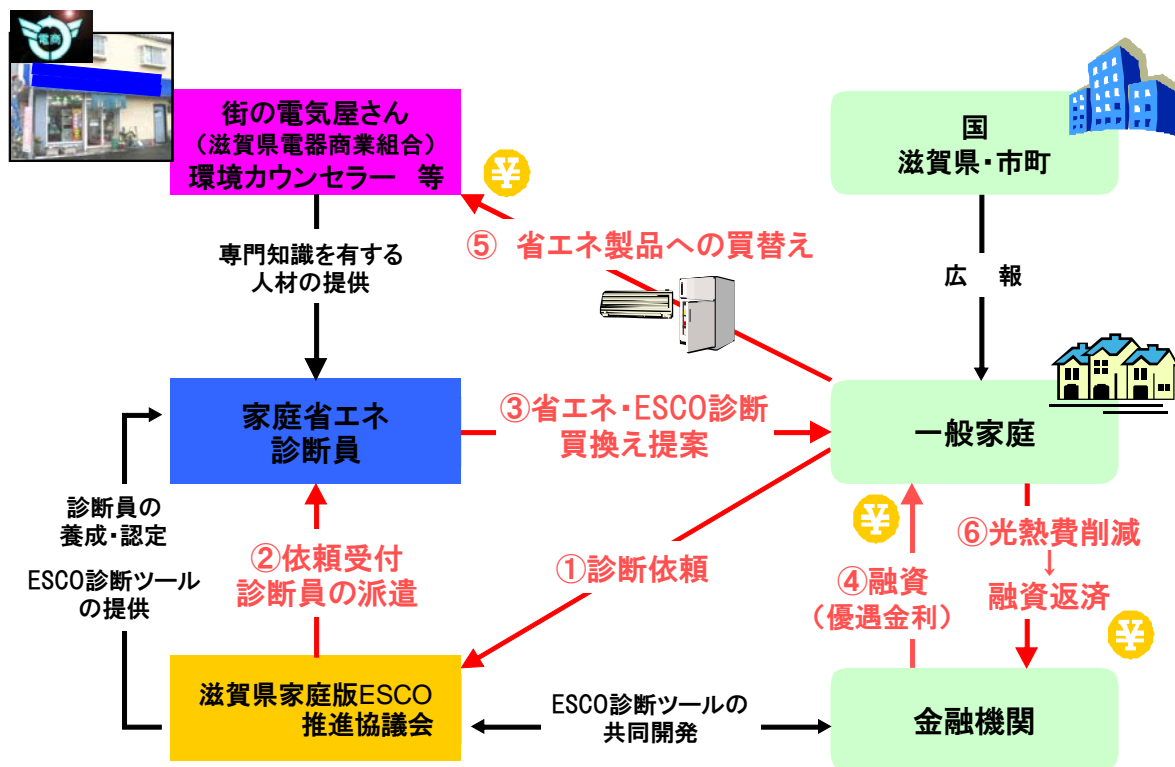 電商
街の電気屋さん
（滋賀県電器商業組合）
環境カウンセラー 等
国
滋賀県・市町
⑤ 省エネ製品への買替え
専門知識を有する
人材の提供
広 報
家庭省エネ
診断員
③省エネ・ESCO診断
買換え提案
一般家庭
診断員の
養成・認定
ESCO診断ツール
の提供
②依頼受付
診断員の派遣
①診断依頼
④融資
（優遇金利）
⑥光熱費削減
↓
融資返済
滋賀県家庭版ESCO
推進協議会
ESCO診断ツールの
共同開発
金融機関
¥
¥
¥